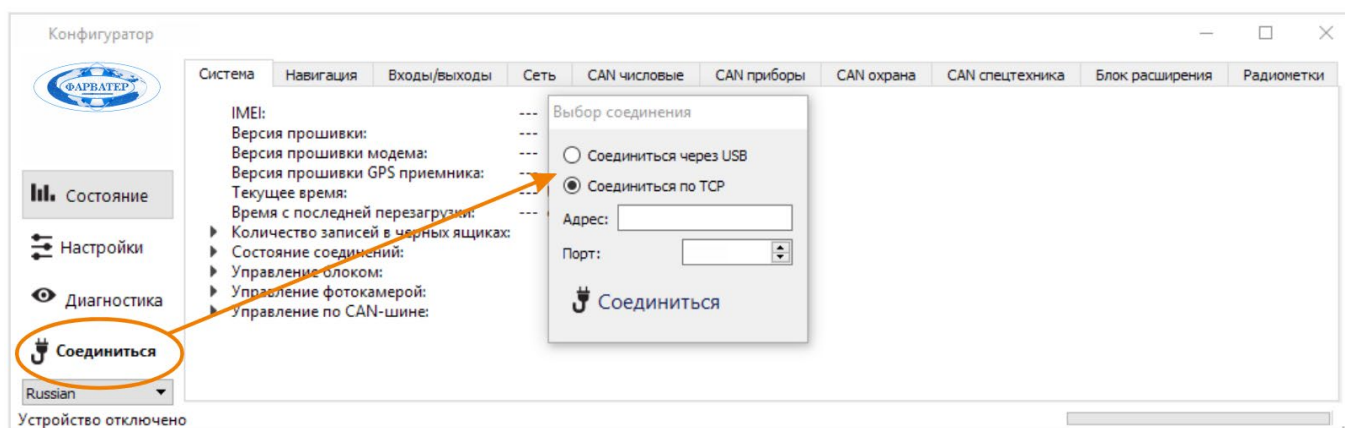 Конфигуратор
ФАРВАТЕР
Состояние
Настройки
Диагностика
Соединиться
Russian
Устройство отключено
Система Навигация Входы/выходы Сеть CAN числовые CAN приборы CAN охрана CAN спецтехника Блок расширения Радиометки
IMEI: ---
Версия прошивки: ---
Версия прошивки модема: ---
Версия прошивки GPS приемника: ---
Текущее время: ---
Время с последней перезагрузки: ---
Количество записей в черных ящиках:
Состояние соединений:
Управление блоком:
Управление фотокамерой:
Управление по CAN-шине:
Выбор соединения
Соединиться через USB
Соединиться по TCP
Адрес:
Порт:
Соединиться